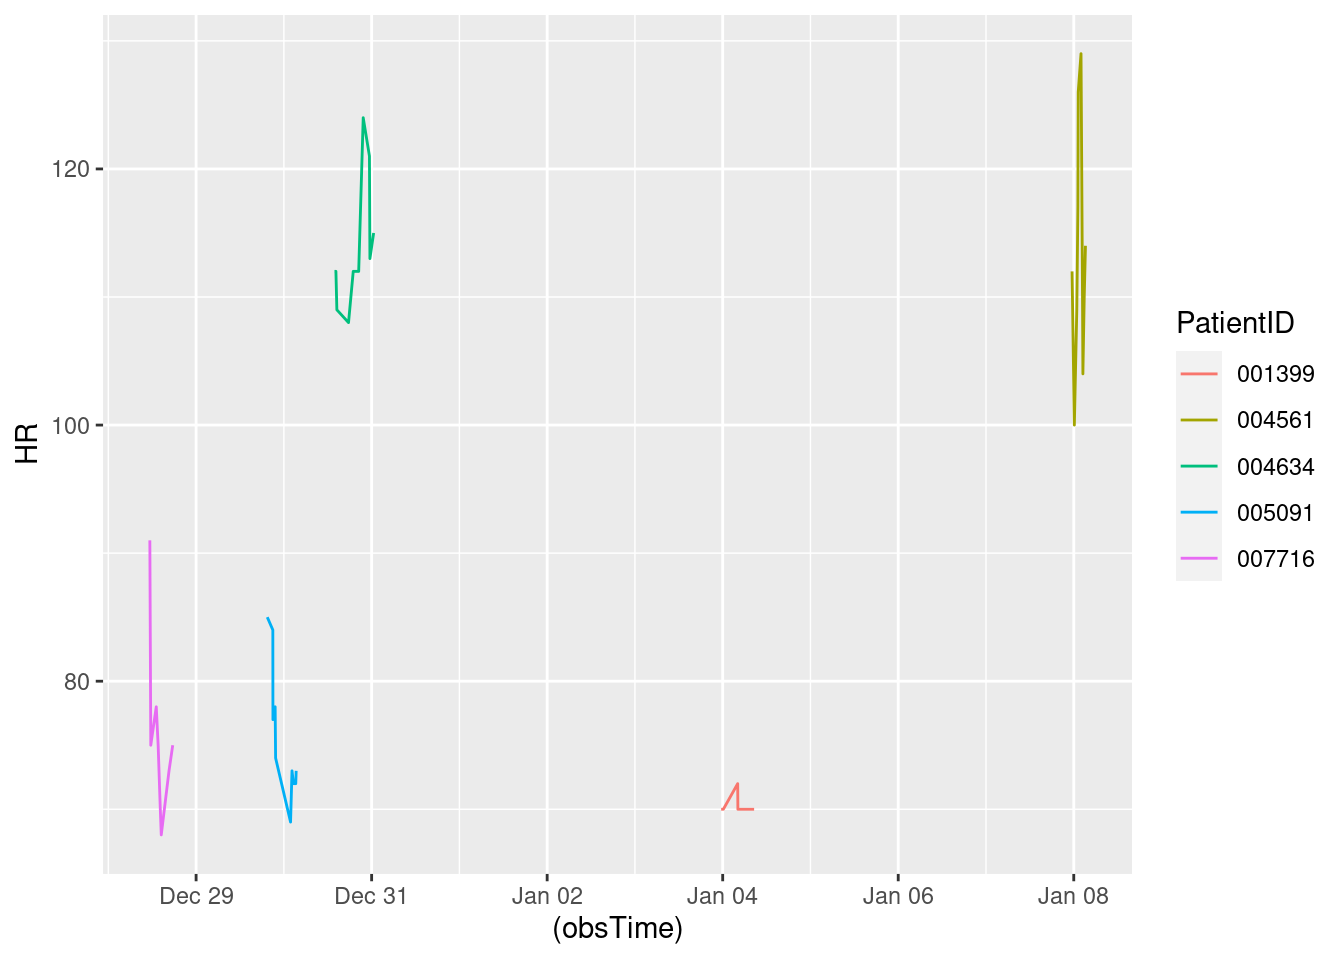 120
100
80
HR
Dec 29
Dec 31
Jan 02
Jan 04
Jan 06
Jan 08
(obsTime)
PatientID
001399
004561
004634
005091
007716